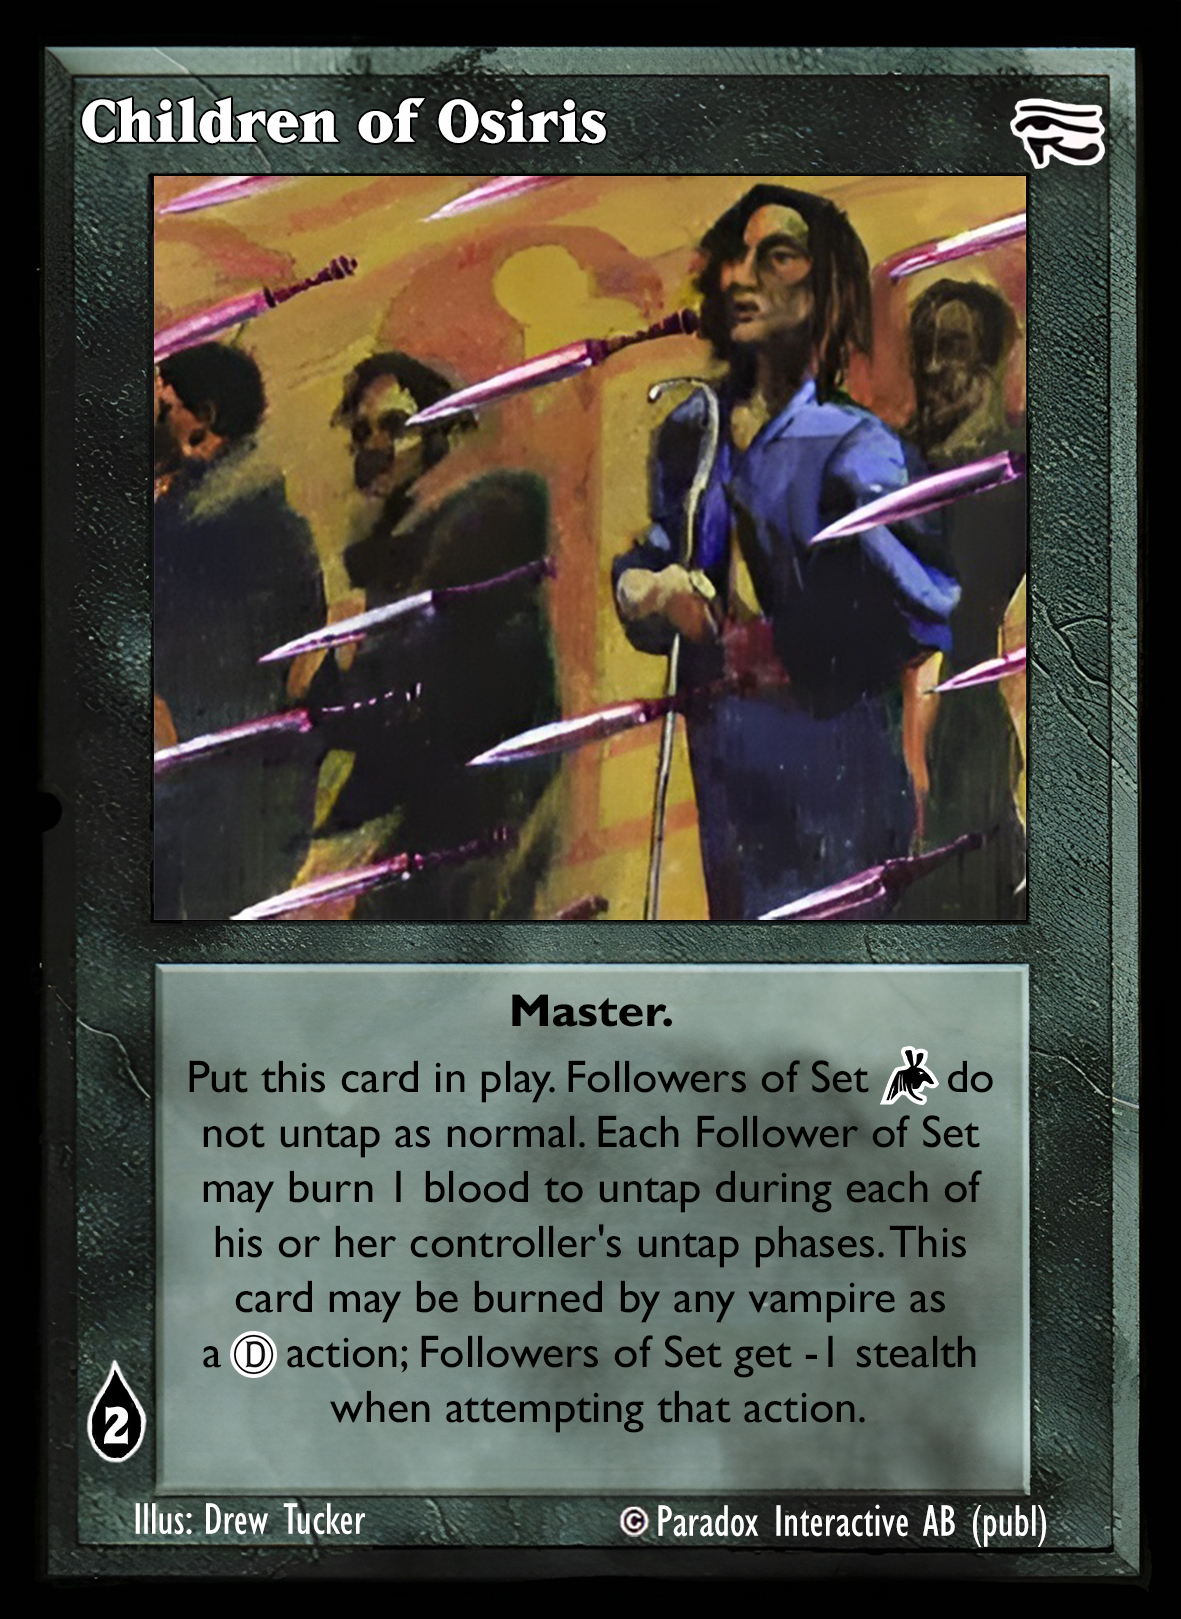 Children of Osiris
Master.
Put this card in play. Followers of Set do
not untap as normal. Each Follower of Set
may burn 1 blood to untap during each of
his or her controller's untap phases. This
card may be burned by any vampire as
a Ⓓ action; Followers of Set get -1 stealth
when attempting that action.
2
Illus: Drew Tucker
© Paradox Interactive AB (publ)